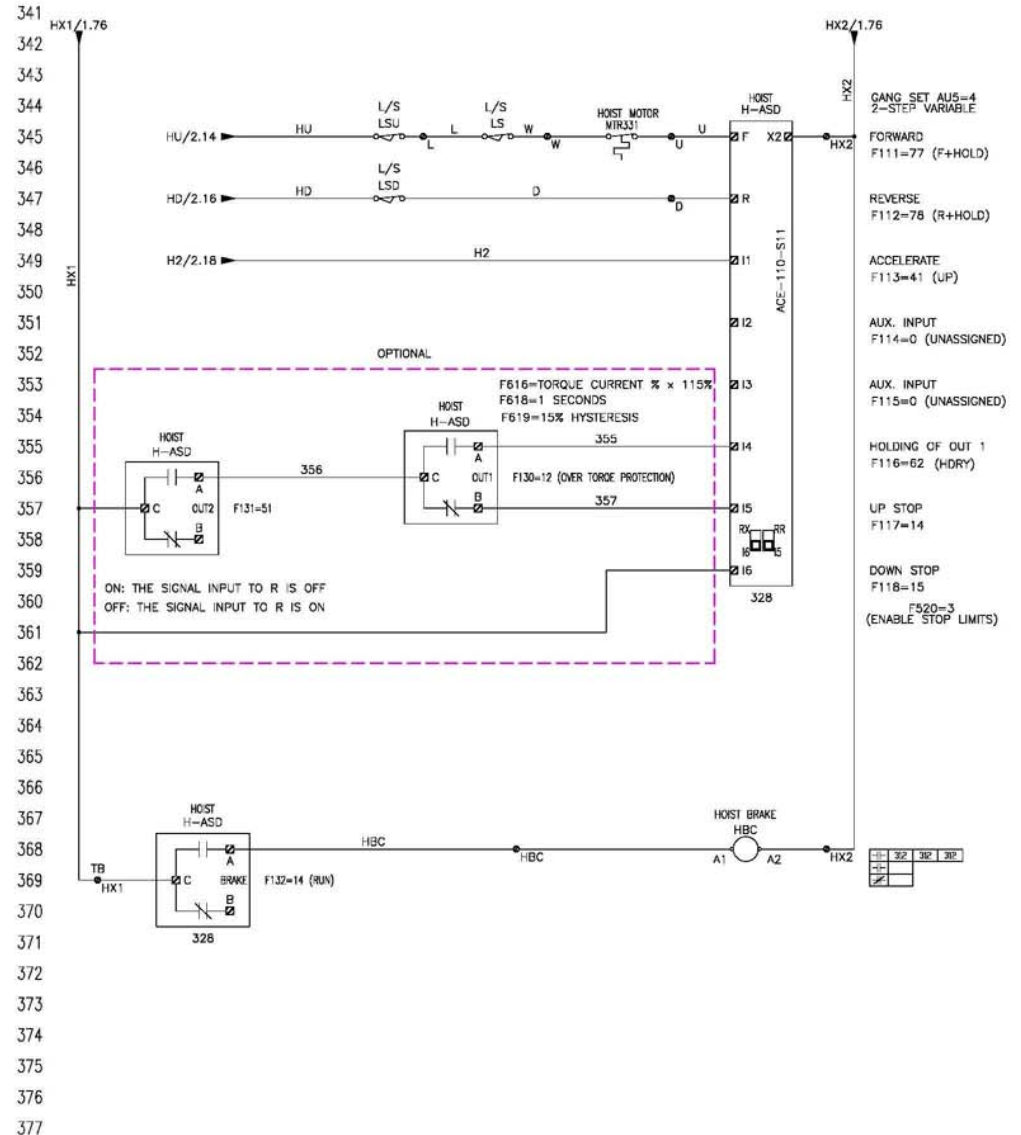 341
HX1/1.76
HX2/1.76
342
343
344
HX2
GANG SET AU5=4
2-STEP VARIABLE
L/S
LSU
L/S
LS
HOIST MOTOR
MTR331
HOIST
H-ASD
345
HU/2.14
HU
L
L
W
W
U
U
F
X2
HX2
FORWARD
F111=77 (F+HOLD)
346
L/S
LSD
347
HD/2.16
HD
D
D
R
REVERSE
F112=78 (R+HOLD)
348
349
H2/2.18
H2
I1
ACE-110-S11
ACCELERATE
F113=41 (UP)
HX1
350
351
I2
AUX. INPUT
F114=0 (UNASSIGNED)
352
OPTIONAL
353
F616=TORQUE CURRENT % x 115%
I3
AUX. INPUT
F115=0 (UNASSIGNED)
F618=1 SECONDS
354
F619=15% HYSTERESIS
HOIST
H-ASD
355
HOIST
H-ASD
A
355
I4
HOLDING OF OUT 1
F116=62 (HDRY)
356
A
356
C
OUT1
F130=12 (OVER TORQE PROTECTION)
357
C
OUT2
F131=51
B
357
I5
UP STOP
F117=14
358
B
RX
RR
I6
I5
359
I6
DOWN STOP
F118=15
ON: THE SIGNAL INPUT TO R IS OFF
360
OFF: THE SIGNAL INPUT TO R IS ON
328
F520=3
(ENABLE STOP LIMITS)
361
362
363
364
365
366
367
HOIST
H-ASD
HOIST BRAKE
HBC
368
A
HBC
HBC
A1
A2
HX2
312
312
312
369
TB
HX1
C
BRAKE
F132=14 (RUN)
370
B
371
328
372
373
374
375
376
377